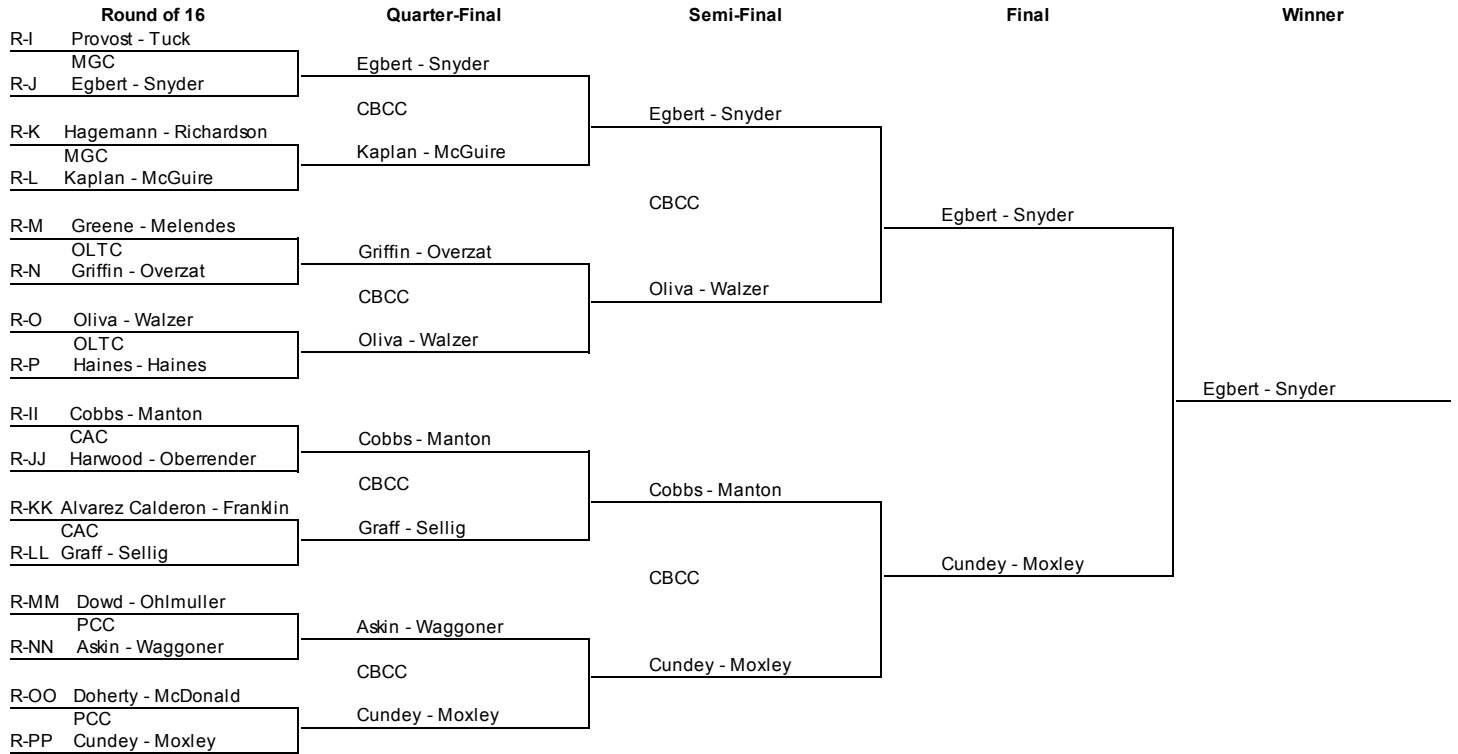 Round of 16 Quarter-Final Semi-Final Final Winner
R-I Provost - Tuck
MGC
R-J Egbert - Snyder
R-K Hagemann - Richardson
MGC
R-L Kaplan - McGuire
R-M Greene - Melendes
OLTC
R-N Griffin - Overzat
R-O Oliva - Walzer
OLTC
R-P Haines - Haines
R-II Cobbs - Manton
CAC
R-JJ Harwood - Oberrender
R-KK Alvarez Calderon - Franklin
CAC
R-LL Graff - Sellig
R-MM Dowd - Ohlmuller
PCC
R-NN Askin - Waggoner
R-OO Doherty - McDonald
PCC
R-PP Cundey - Moxley
Egbert - Snyder
CBCC
Kaplan - McGuire
Griffin - Overzat
CBCC
Oliva - Walzer
Cobbs - Manton
CBCC
Graff - Sellig
Askin - Waggoner
CBCC
Cundey - Moxley
Egbert - Snyder
CBCC
Oliva - Walzer
Cobbs - Manton
CBCC
Cundey - Moxley
Egbert - Snyder
Cundey - Moxley
Egbert - Snyder